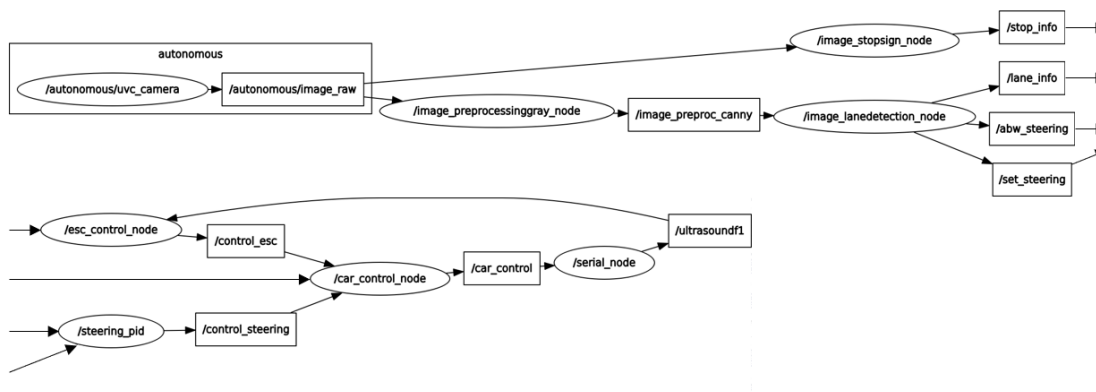 autonomous
/autonomous/uvc_camera
/autonomous/image_raw
/image_stopsign_node
/stop_info
/image_preprocessinggray_node
/image_preproc_canny
/image_lanedetection_node
/lane_info
/abw_steering
/set_steering
/esc_control_node
/control_esc
/ultrasoundf1
/car_control_node
/car_control
/serial_node
/steering_pid
/control_steering